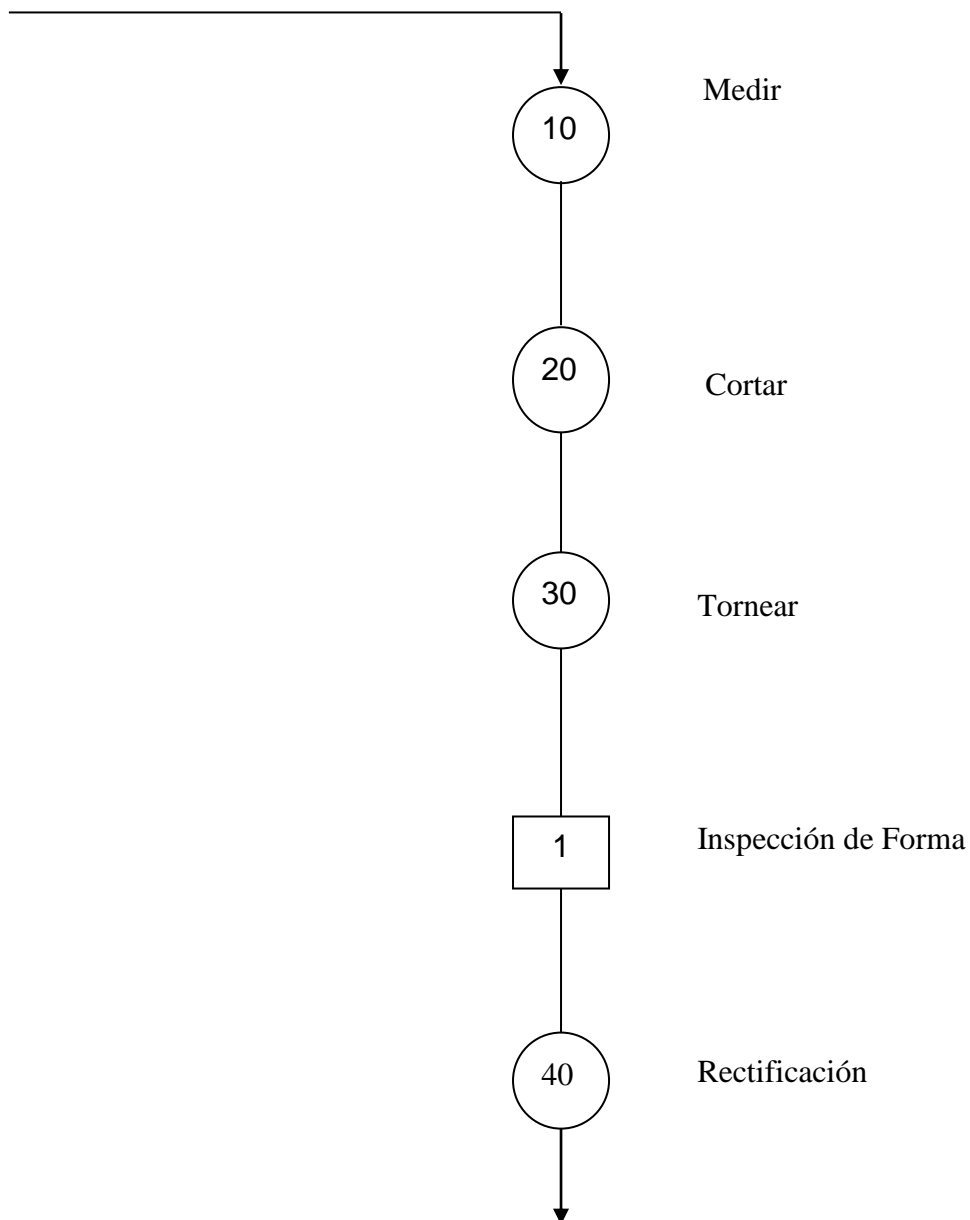 Medir
10
20
Cortar
30
Tornear
1
Inspección de Forma
40
Rectificación